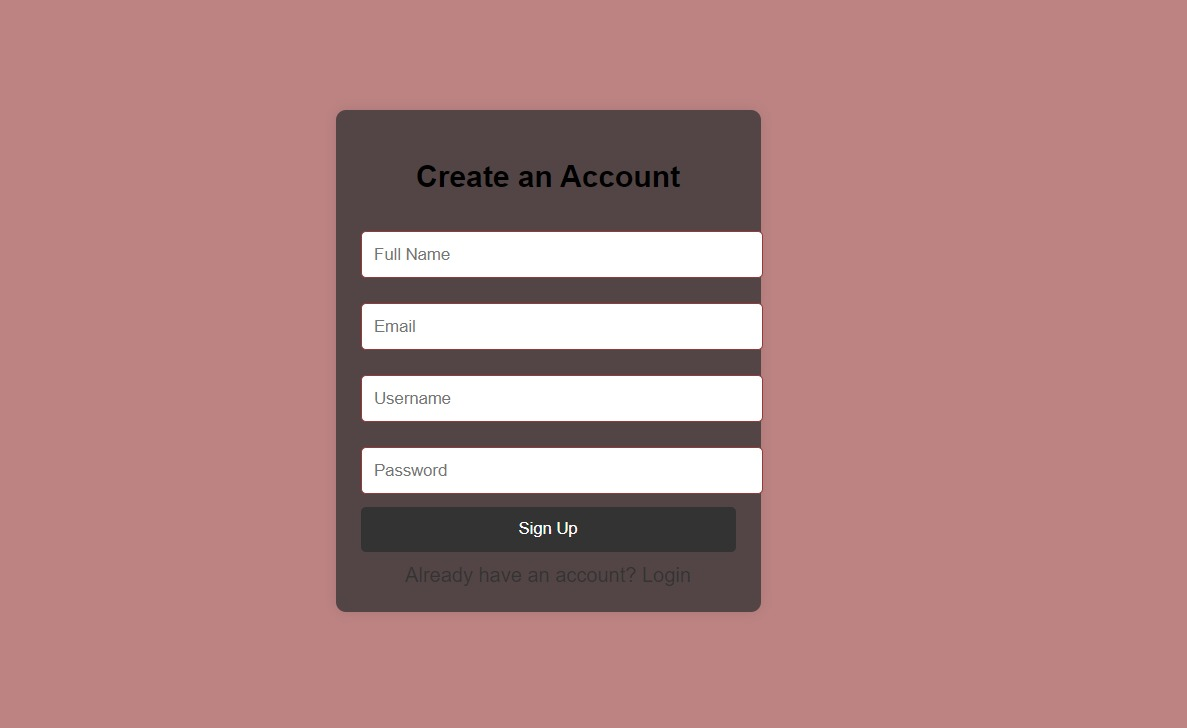 Create an Account
Full Name
Email
Username
Password
Sign Up
Already have an account? Login